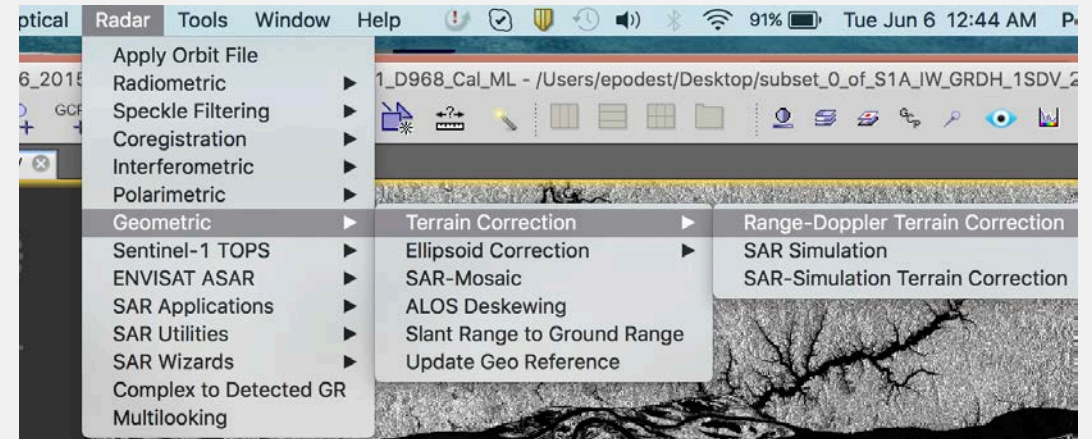 Radar Tools Window Help 91% Tue Jun 6 12:44 AM
1_D968_Cal_ML - /Users/epodest/Desktop/subset_0_of_S1A_IW_GRDH_1SDV_2
Apply Orbit File
Radiometric
Speckle Filtering
Coregistration
Interferometric
Polarimetric
Geometric
Sentinel-1 TOPS
ENVISAT ASAR
SAR Applications
SAR Utilities
SAR Wizards
Complex to Detected GR
Multilooking
Terrain Correction
Ellipsoid Correction
SAR-Mosaic
ALOS Deskewing
Slant Range to Ground Range
Update Geo Reference
Range-Doppler Terrain Correction
SAR Simulation
SAR-Simulation Terrain Correction